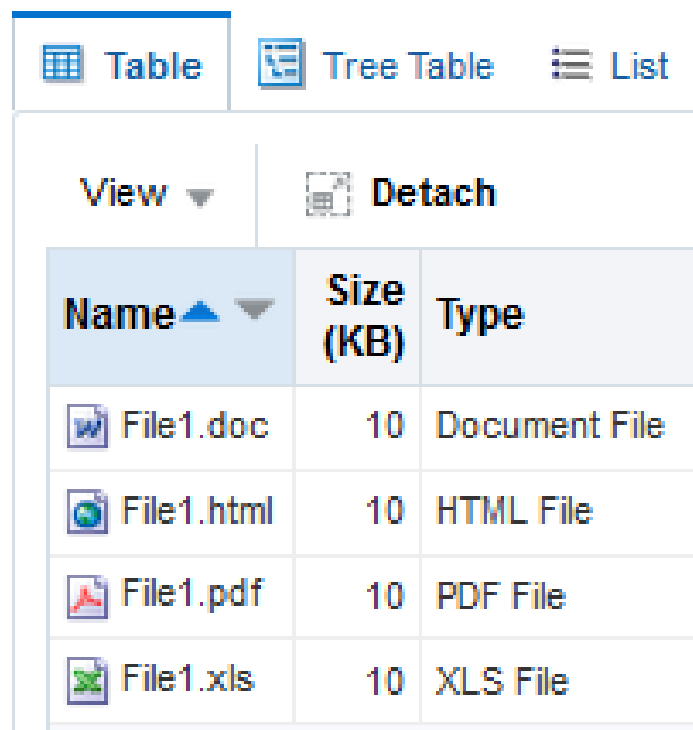 Table Tree Table List
View Detach
Name Size (KB) Type
File1.doc 10 Document File
File1.html 10 HTML File
File1.pdf 10 PDF File
File1.xls 10 XLS File